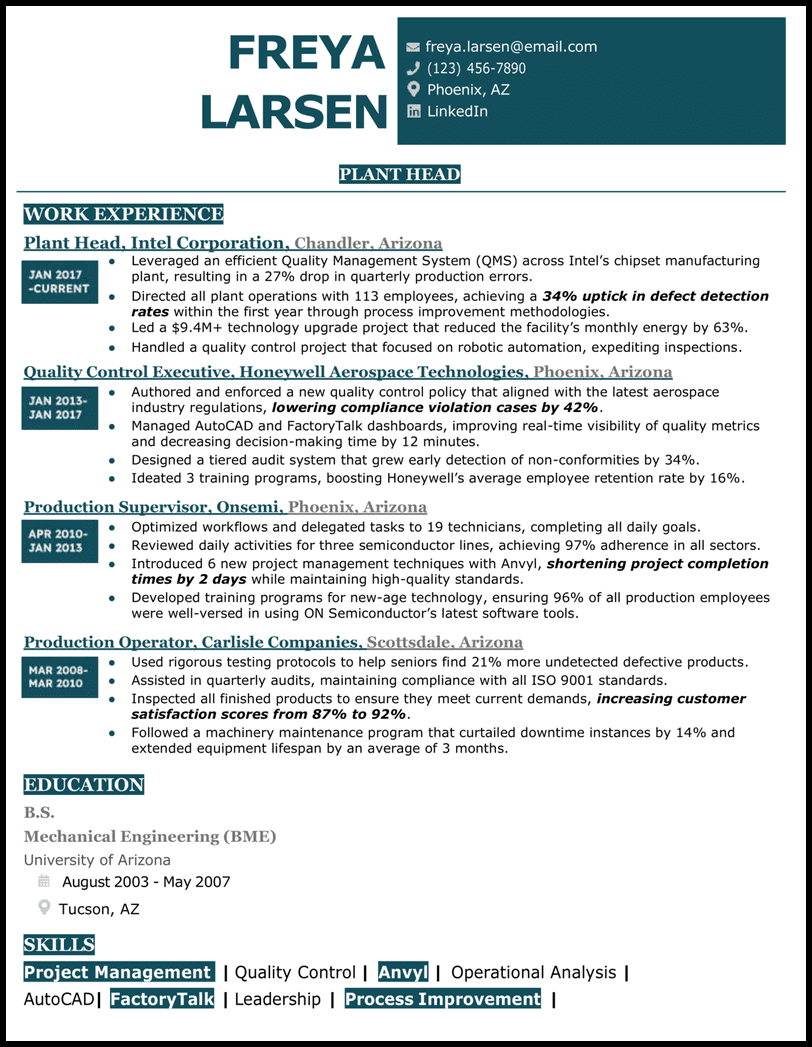 FREYA
LARSEN
freya.larsen@email.com
(123) 456-7890
Phoenix, AZ
LinkedIn
PLANT HEAD
WORK EXPERIENCE
Plant Head, Intel Corporation, Chandler, Arizona
JAN 2017
-CURRENT
• Leveraged an efficient Quality Management System (QMS) across Intel’s chipset manufacturing
plant, resulting in a 27% drop in quarterly production errors.
• Directed all plant operations with 113 employees, achieving a 34% uptick in defect detection
rates within the first year through process improvement methodologies.
• Led a $9.4M+ technology upgrade project that reduced the facility’s monthly energy by 63%.
• Handled a quality control project that focused on robotic automation, expediting inspections.
Quality Control Executive, Honeywell Aerospace Technologies, Phoenix, Arizona
JAN 2013-
JAN 2017
• Authored and enforced a new quality control policy that aligned with the latest aerospace
industry regulations, lowering compliance violation cases by 42%.
• Managed AutoCAD and FactoryTalk dashboards, improving real-time visibility of quality metrics
and decreasing decision-making time by 12 minutes.
• Designed a tiered audit system that grew early detection of non-conformities by 34%.
• Ideated 3 training programs, boosting Honeywell’s average employee retention rate by 16%.
Production Supervisor, Onsemi, Phoenix, Arizona
APR 2010-
JAN 2013
• Optimized workflows and delegated tasks to 19 technicians, completing all daily goals.
• Reviewed daily activities for three semiconductor lines, achieving 97% adherence in all sectors.
• Introduced 6 new project management techniques with Anvyl, shortening project completion
times by 2 days while maintaining high-quality standards.
• Developed training programs for new-age technology, ensuring 96% of all production employees
were well-versed in using ON Semiconductor’s latest software tools.
Production Operator, Carlisle Companies, Scottsdale, Arizona
MAR 2008-
MAR 2010
• Used rigorous testing protocols to help seniors find 21% more undetected defective products.
• Assisted in quarterly audits, maintaining compliance with all ISO 9001 standards.
• Inspected all finished products to ensure they meet current demands, increasing customer
satisfaction scores from 87% to 92%.
• Followed a machinery maintenance program that curtailed downtime instances by 14% and
extended equipment lifespan by an average of 3 months.
EDUCATION
B.S.
Mechanical Engineering (BME)
University of Arizona
August 2003 - May 2007
Tucson, AZ
SKILLS
Project Management | Quality Control | Anvyl | Operational Analysis |
AutoCAD| FactoryTalk | Leadership | Process Improvement |